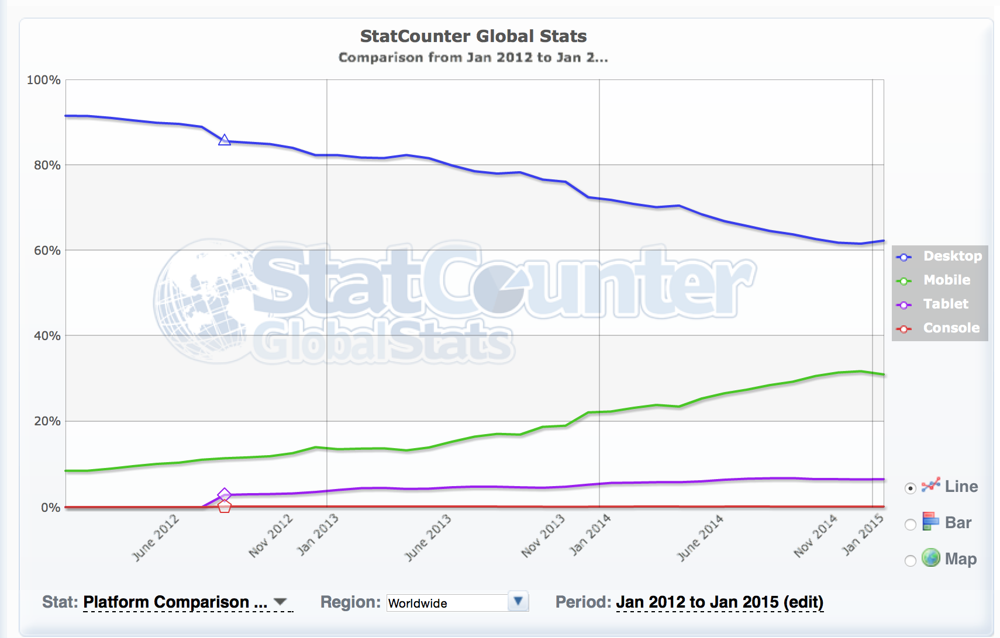 StatCounter Global Stats
Comparison from Jan 2012 to Jan 2...
100%
80%
60%
40%
20%
0%
StatCounter
GlobalStats
Desktop
Mobile
Tablet
Console
June 2012
Nov 2012
Jan 2013
June 2013
Nov 2013
Jan 2014
June 2014
Nov 2014
Jan 2015
Line
Bar
Map
Stat: Platform Comparison ... Region: Worldwide Period: Jan 2012 to Jan 2015 (edit)